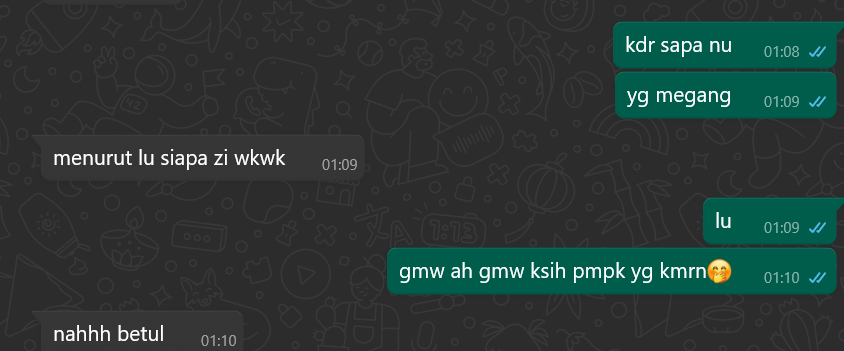 kdr sapa nu 01:08
yg megang 01:09
menurut lu siapa zi wkwk 01:09
lu 01:09
gmw ah gmw ksih pmpk yg kmrn🤭 01:10
nahhh betul 01:10